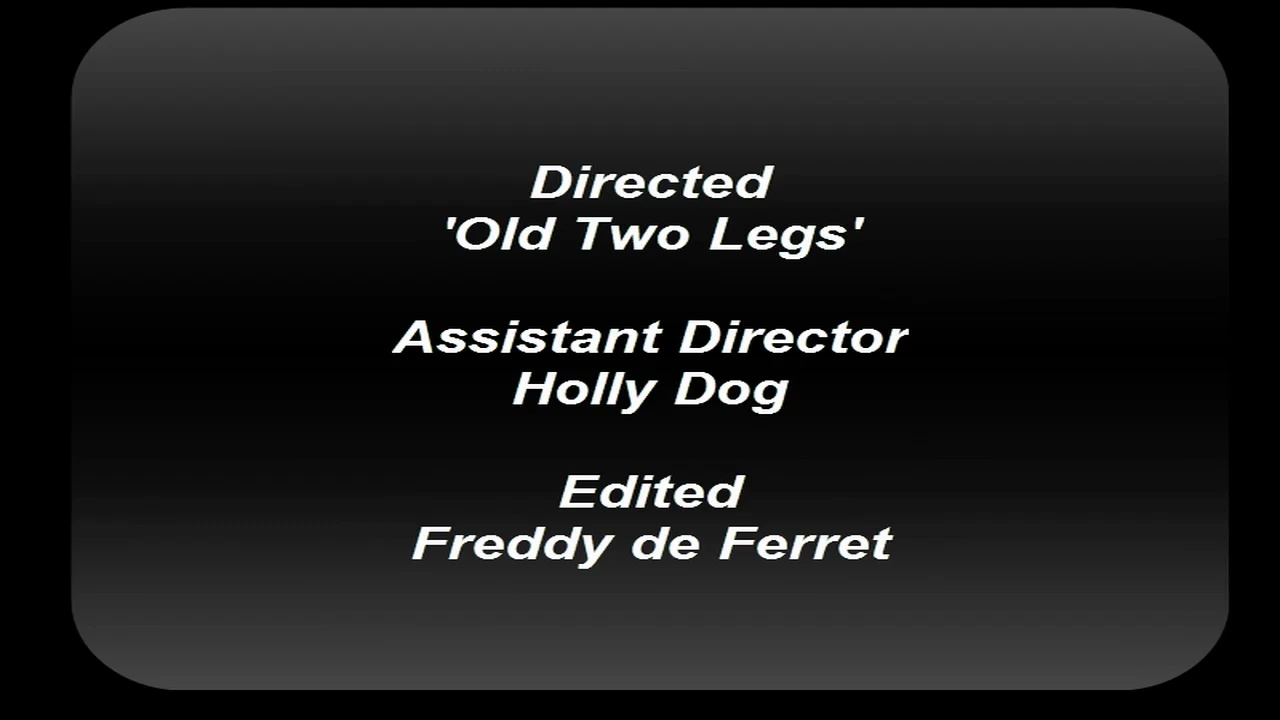 Directed
'Old Two Legs'
Assistant Director
Holly Dog
Edited
Freddy de Ferret